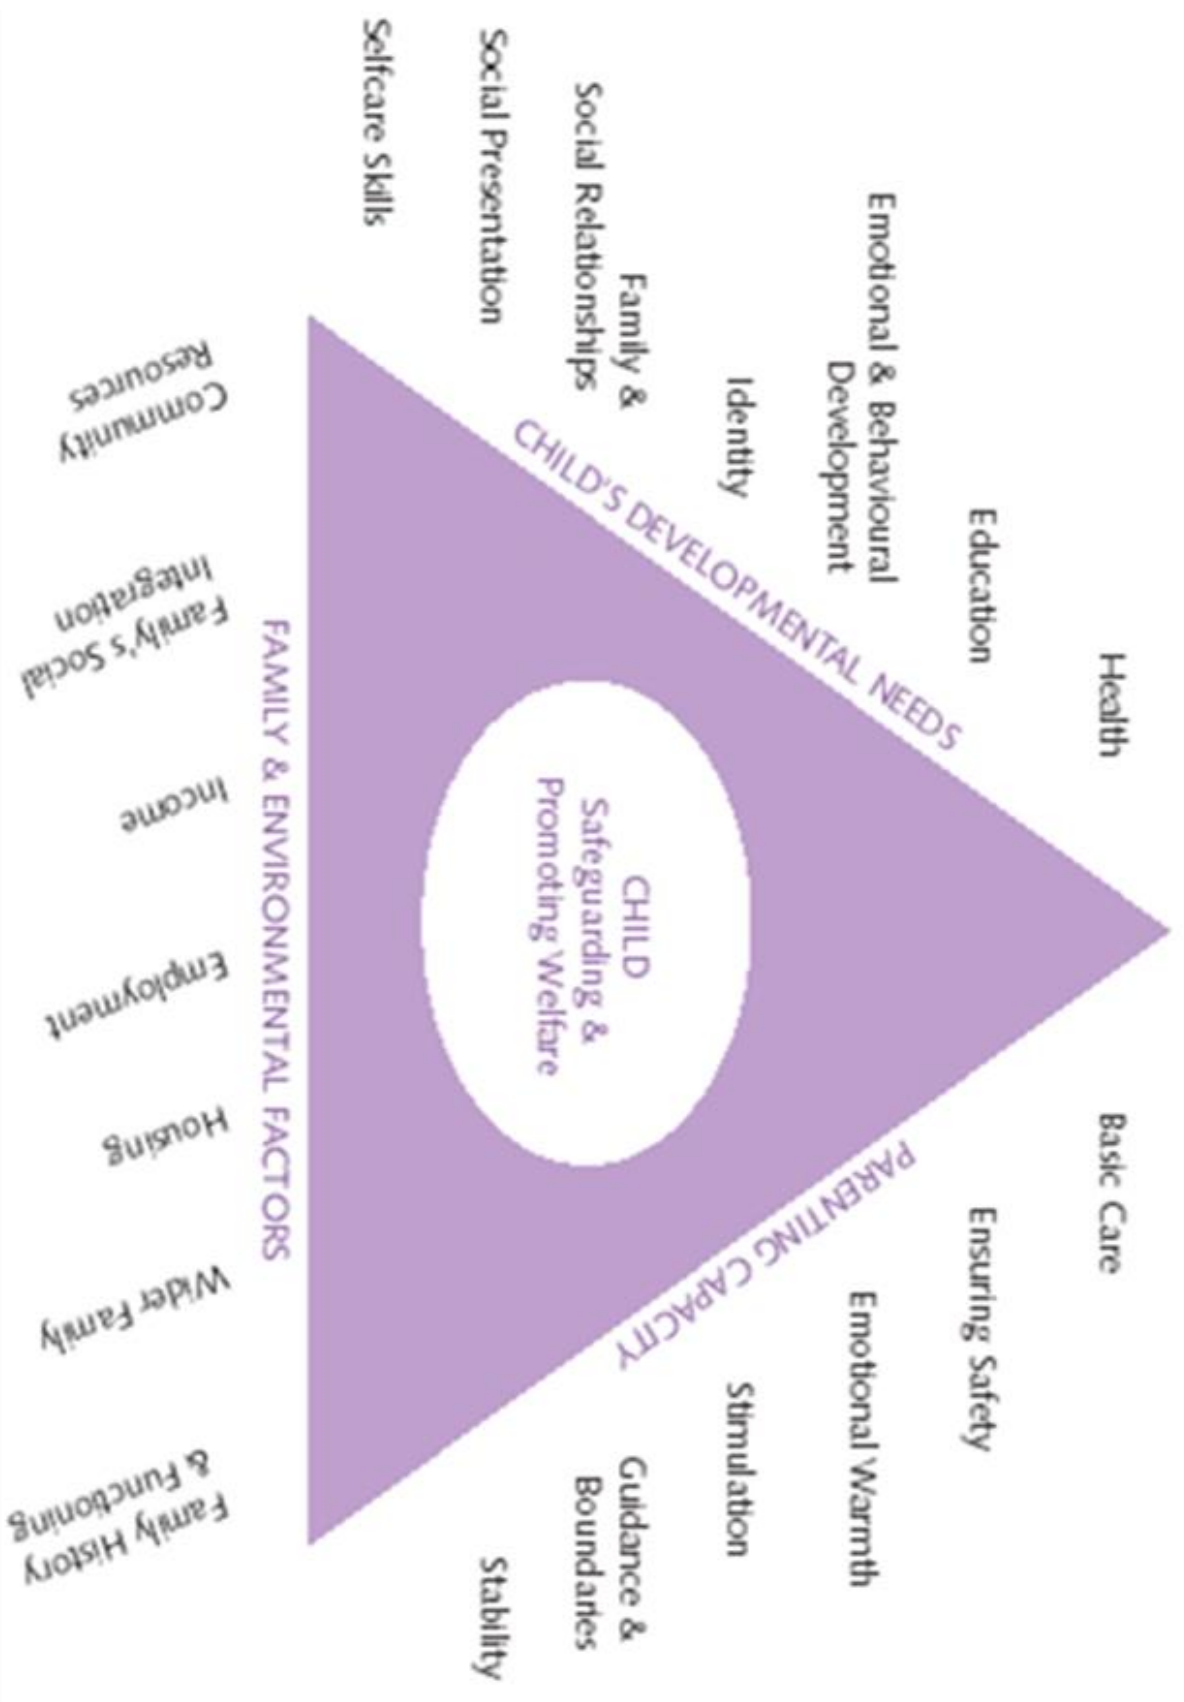 Health
Education
Emotional & Behavioural
Development
Identity
Family &
Social Relationships
Social Presentation
Selfcare Skills
CHILD'S DEVELOPMENTAL NEEDS
Basic Care
Ensuring Safety
Emotional Warmth
Stimulation
Guidance &
Boundaries
Stability
PARENTING CAPACITY
CHILD
Safeguarding &
Promoting Welfare
FAMILY & ENVIRONMENTAL FACTORS
Community
Resources
Family's Social
Integration
Income
Employment
Housing
Wider Family
Family History
& Functioning